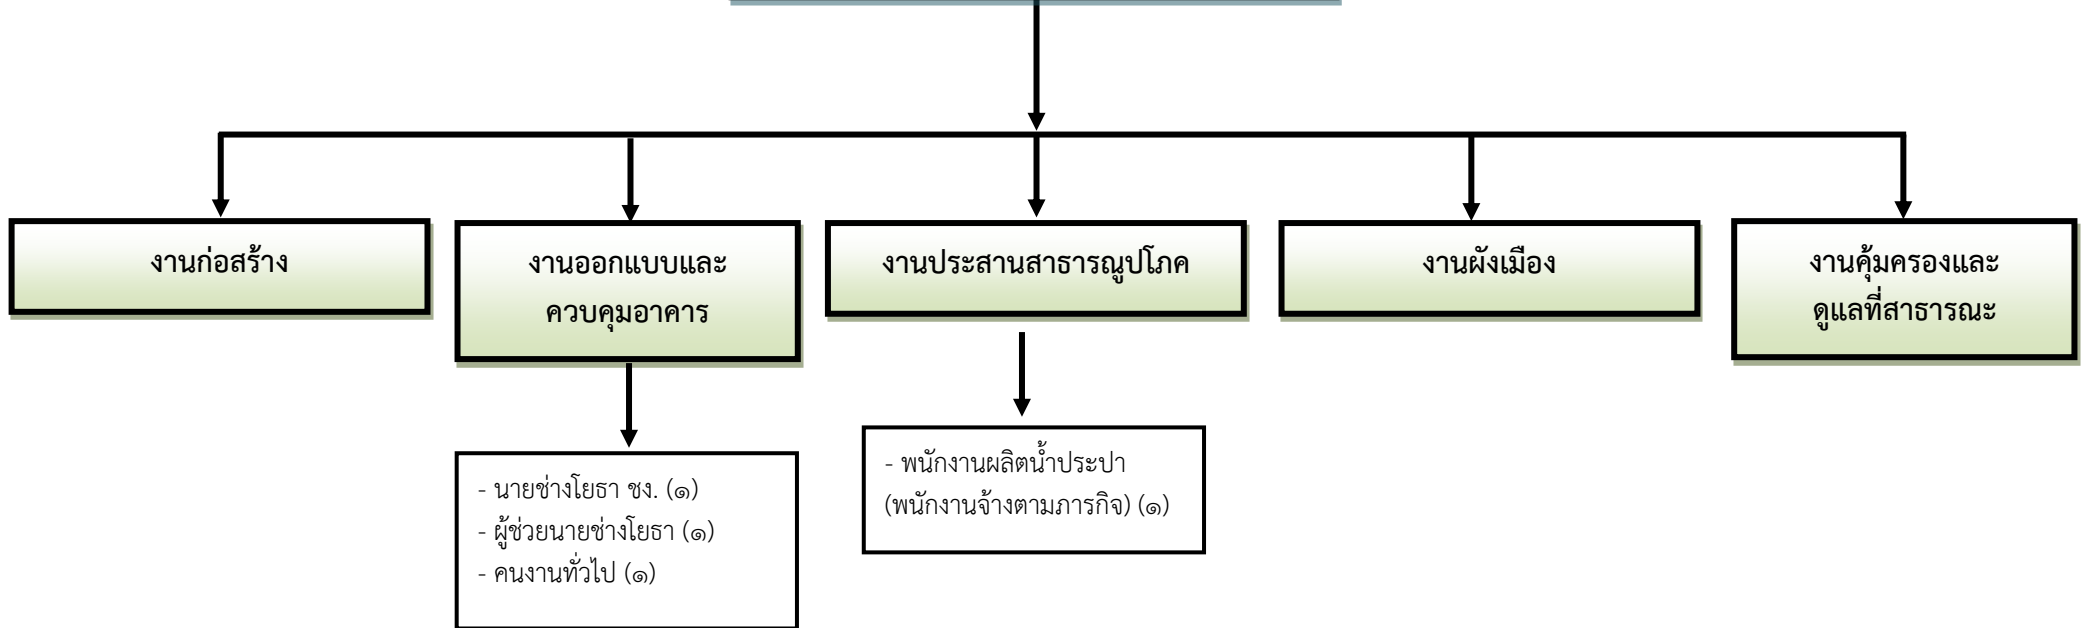 งานก่อสร้าง
งานออกแบบและ
ควบคุมอาคาร
งานประสานสาธารณูปโภค
งานผังเมือง
งานคุ้มครองและ
ดูแลที่สาธารณะ
- นายช่างโยธา ชง. (๑)
- ผู้ช่วยนายช่างโยธา (๑)
- คนงานทั่วไป (๑)
- พนักงานผลิตน้ำประปา
(พนักงานจ้างตามภารกิจ) (๑)